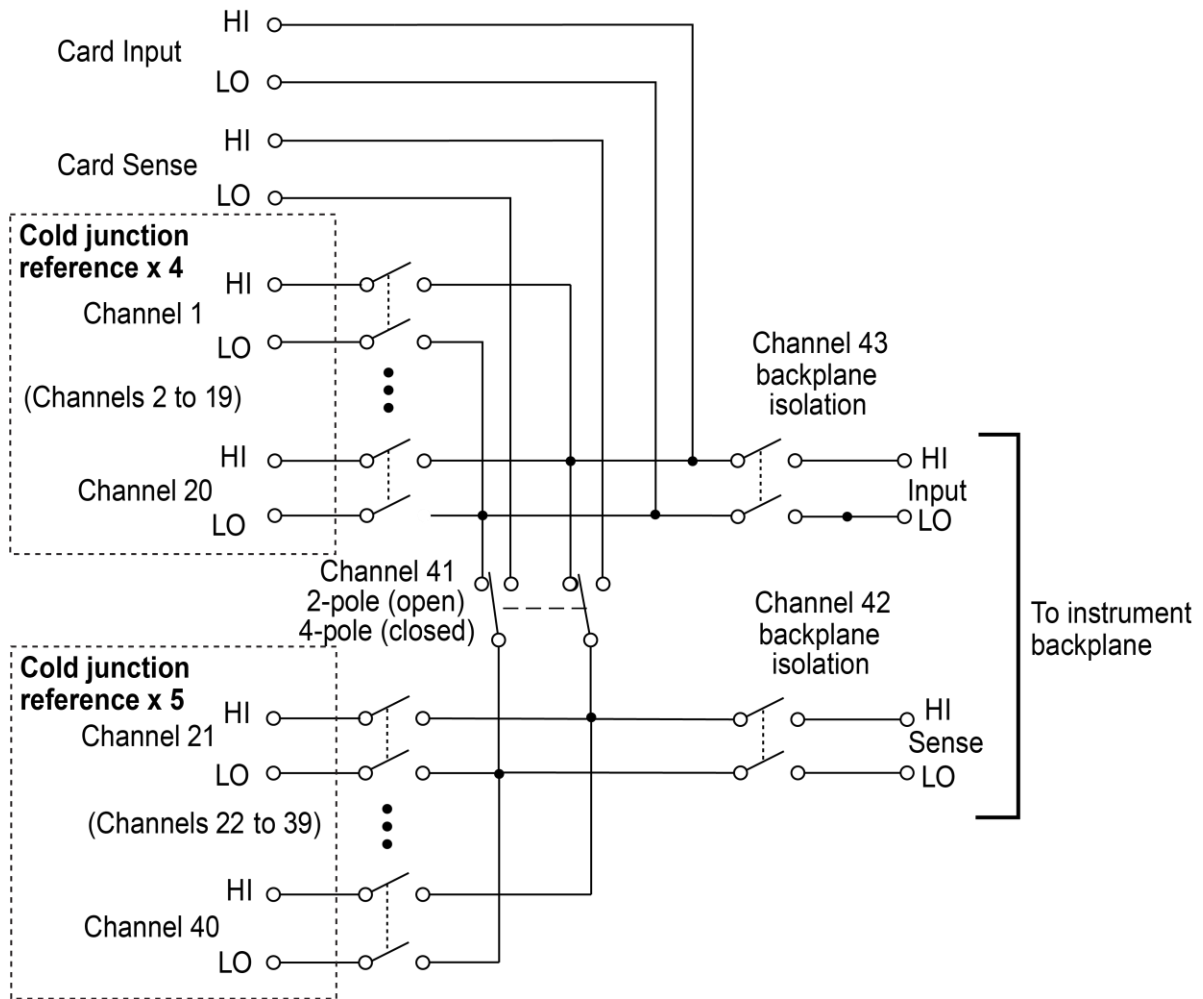 HI
Card Input
LO
HI
Card Sense
LO
Cold junction
reference x 4
HI
Channel 1
LO
(Channels 2 to 19)
HI
Channel 20
LO
Channel 43
backplane
isolation
HI
Input
LO
Channel 41
2-pole (open)
4-pole (closed)
Channel 42
backplane
isolation
To instrument
backplane
Cold junction
reference x 5
HI
Channel 21
LO
HI
Sense
LO
(Channels 22 to 39)
HI
Channel 40
LO